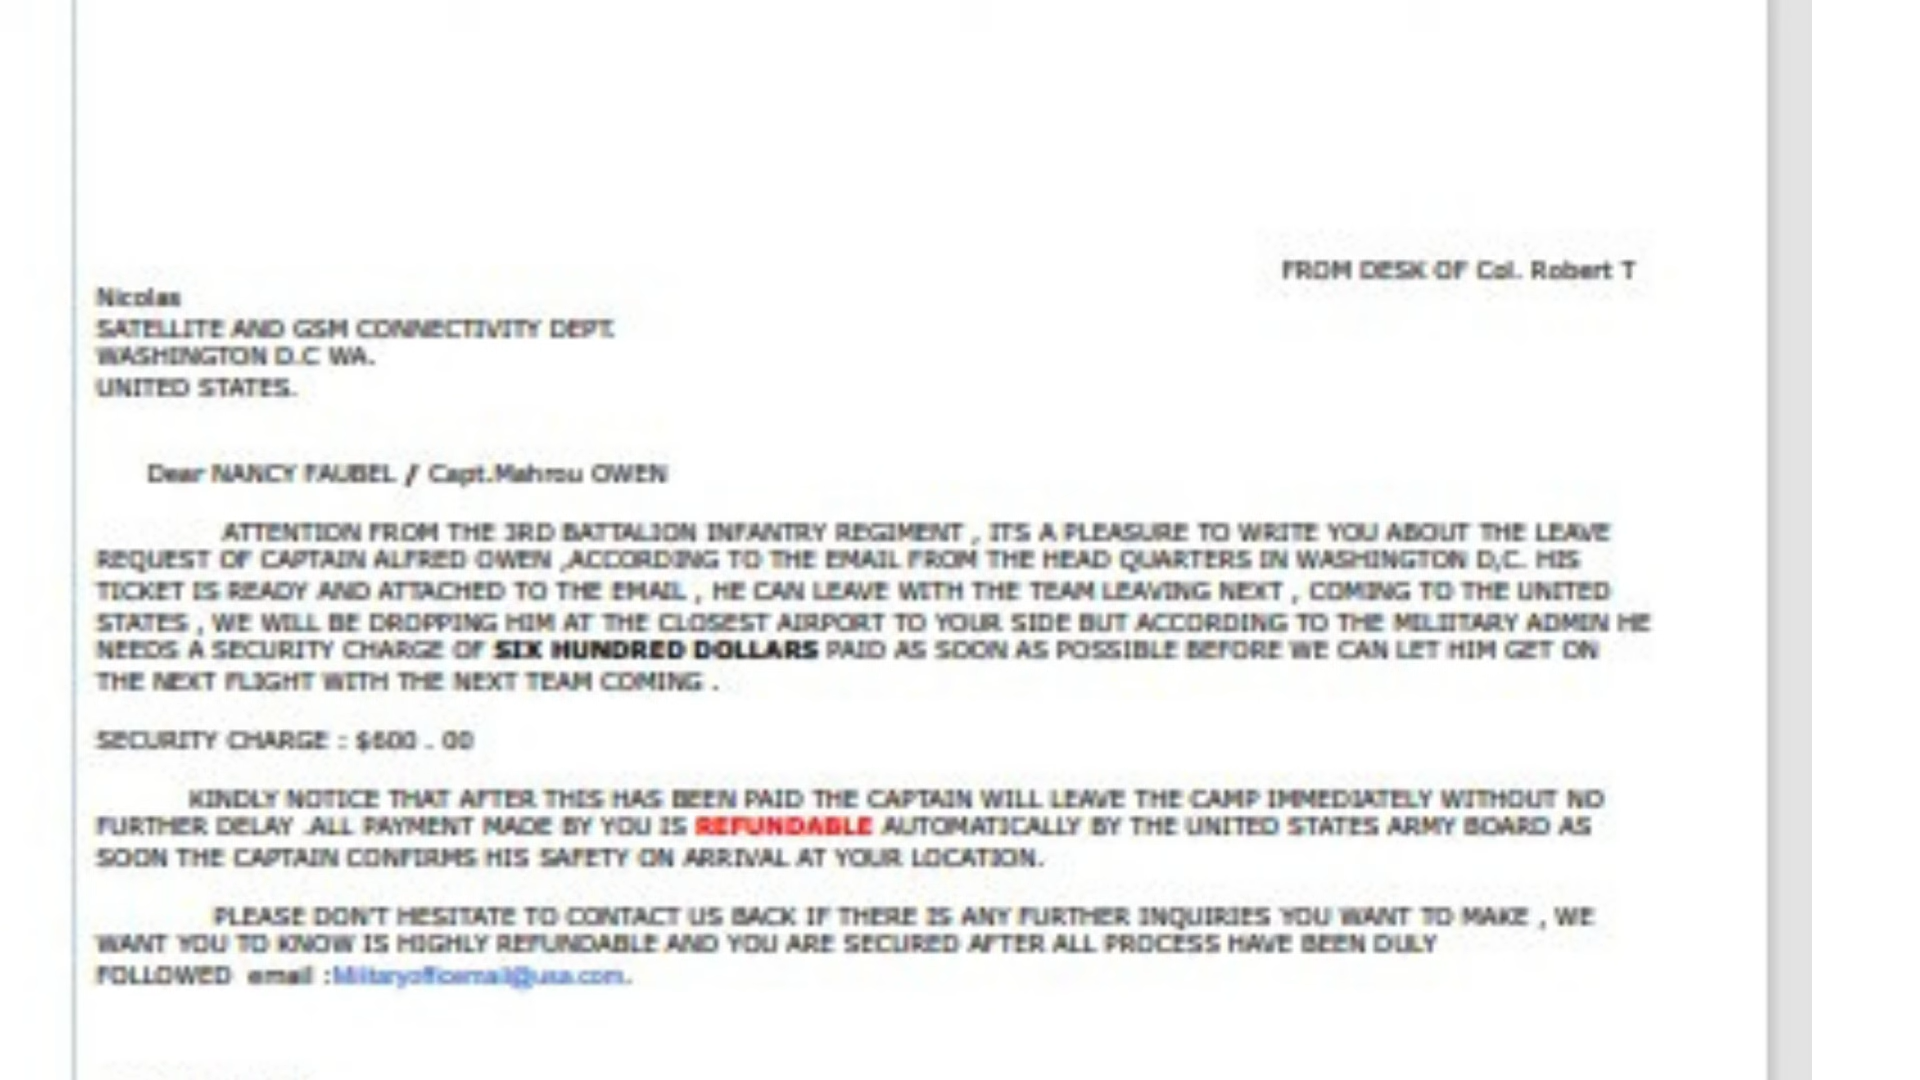 FROM DESK OF Col. Robert T
Nicolas
SATELLITE AND GSM CONNECTIVITY DEPT.
WASHINGTON D.C WA.
UNITED STATES.
Dear NANCY FAUBEL / Capt.Mahrou OWEN
ATTENTION FROM THE 3RD BATTALION INFANTRY REGIMENT , ITS A PLEASURE TO WRITE YOU ABOUT THE LEAVE
REQUEST OF CAPTAIN ALFRED OWEN ,ACCORDING TO THE EMAIL FROM THE HEAD QUARTERS IN WASHINGTON D,C. HIS
TICKET IS READY AND ATTACHED TO THE EMAIL , HE CAN LEAVE WITH THE TEAM LEAVING NEXT , COMING TO THE UNITED
STATES , WE WILL BE DROPPING HIM AT THE CLOSEST AIRPORT TO YOUR SIDE BUT ACCORDING TO THE MILIITARY ADMIN HE
NEEDS A SECURITY CHARGE OF SIX HUNDRED DOLLARS PAID AS SOON AS POSSIBLE BEFORE WE CAN LET HIM GET ON
THE NEXT FLIGHT WITH THE NEXT TEAM COMING .
SECURITY CHARGE : $600 . 00
KINDLY NOTICE THAT AFTER THIS HAS BEEN PAID THE CAPTAIN WILL LEAVE THE CAMP IMMEDIATELY WITHOUT NO
FURTHER DELAY .ALL PAYMENT MADE BY YOU IS REFUNDABLE AUTOMATICALLY BY THE UNITED STATES ARMY BOARD AS
SOON THE CAPTAIN CONFIRMS HIS SAFETY ON ARRIVAL AT YOUR LOCATION.
PLEASE DON'T HESITATE TO CONTACT US BACK IF THERE IS ANY FURTHER INQUIRIES YOU WANT TO MAKE , WE
WANT YOU TO KNOW IS HIGHLY REFUNDABLE AND YOU ARE SECURED AFTER ALL PROCESS HAVE BEEN DULY
FOLLOWED email :Militaryofficemail@usa.com.